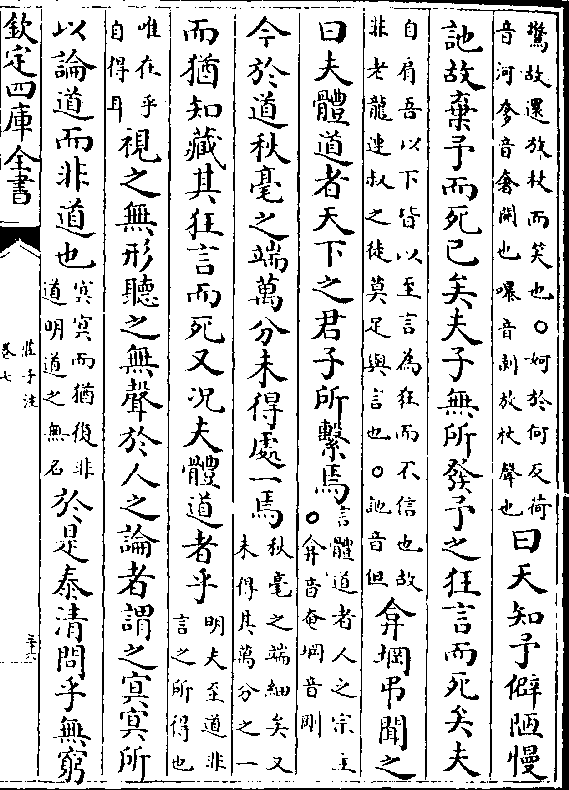 驚故還放杖而笑也○妸於何反荷
音河奓音奢開也嚗音剥放杖聲也
曰天知予僻陋慢
訑故棄予而死已矣夫子無所發予之狂言而死矣夫
自肩吾以下皆以至言為狂而不信也故
非老龍連叔之徒莫足與言也○訑音但
弇堈弔聞之
曰夫體道者天下之君子所繫焉
言體道者人之宗主
○弇音奄堈音剛
今於道秋毫之端萬分未得處一焉
秋毫之端細矣又
未得其萬分之一
而猶知藏其狂言而死又况夫體道者乎
明夫至道非
言之所得也
唯在乎
自得耳
視之無形聽之無聲於人之論者謂之冥冥所
以論道而非道也
冥冥而猶復非
道明道之無名
於是泰清問乎無窮
欽定四庫全書
莊子注
卷七
三十六